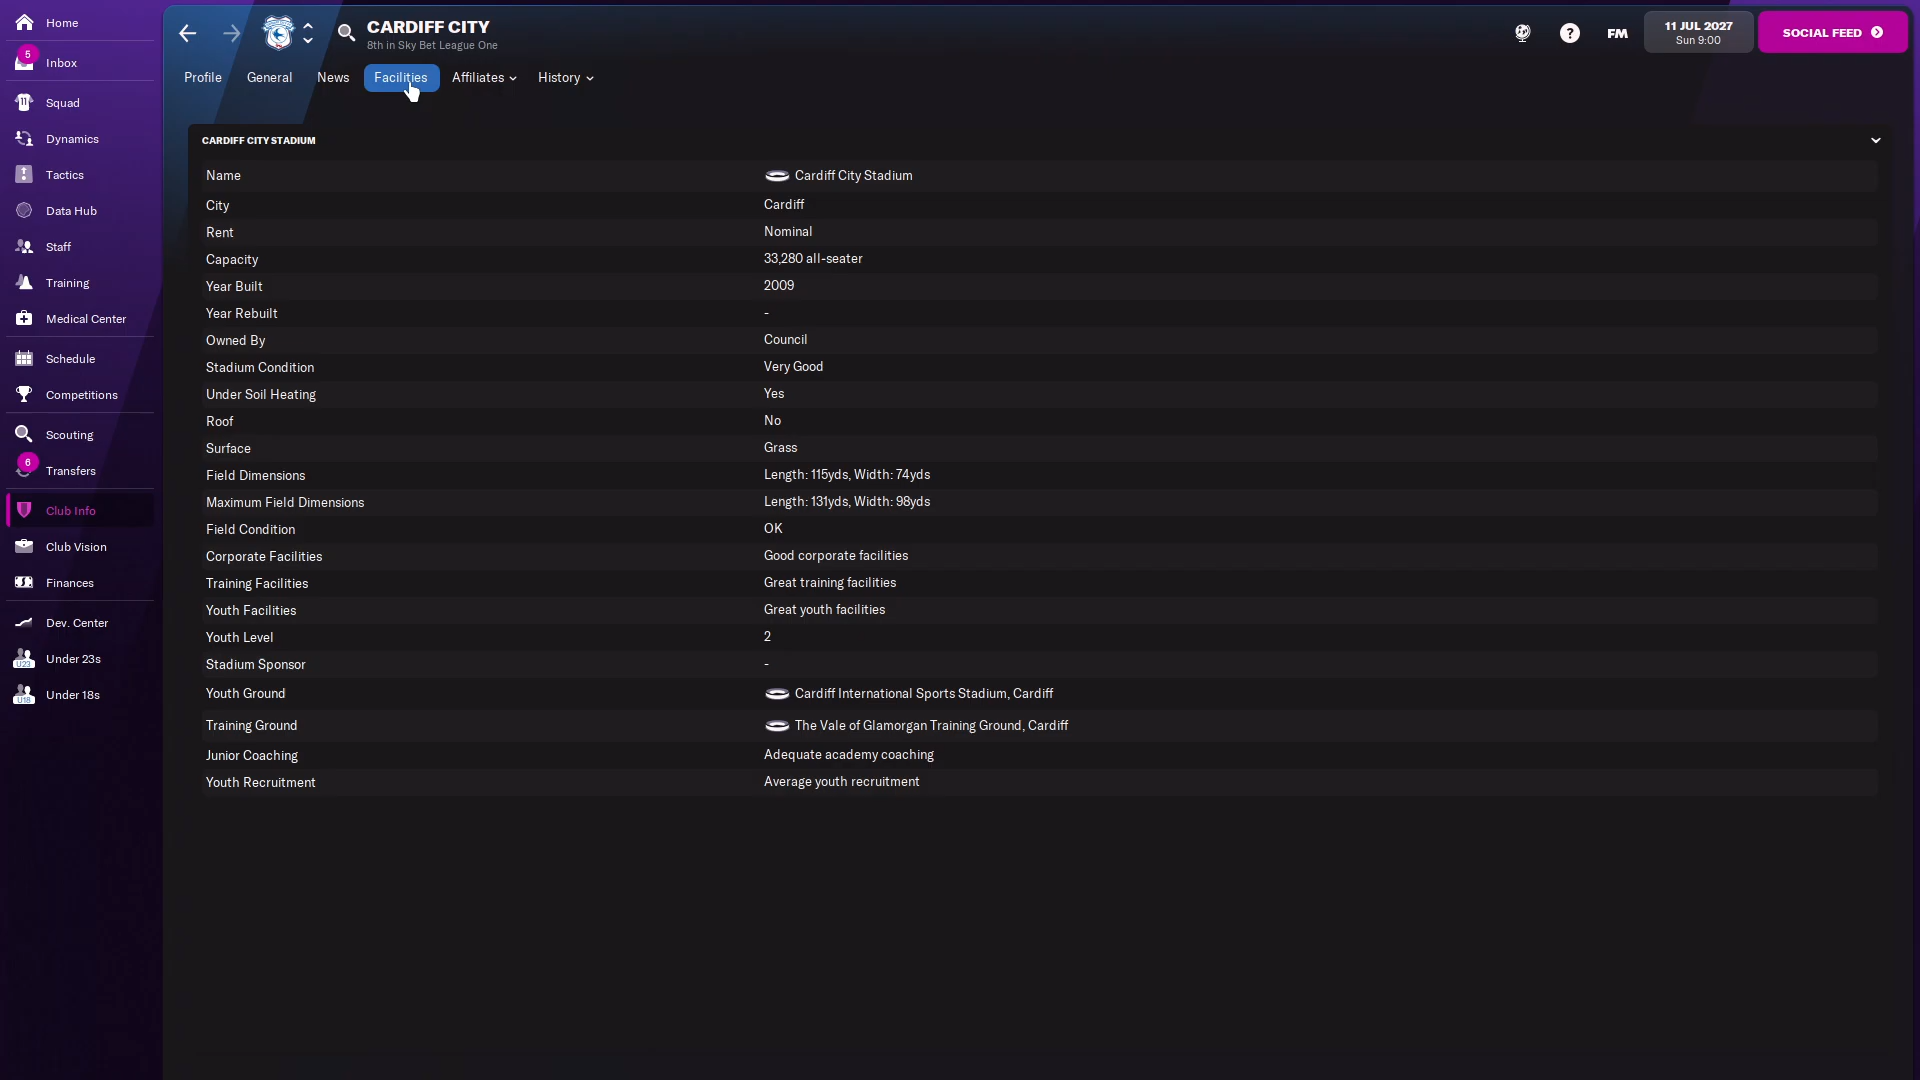 Home
CARDIFF CITY
8th in Sky Bet League One
?
FM
11 JUL 2027
Sun 9:00
SOCIAL FEED
5
Inbox
Profile
General
News
Facilities
Affiliates
History
11
Squad
Dynamics
Tactics
Data Hub
Staff
Training
Medical Center
Schedule
Competitions
Scouting
6
Transfers
Club Info
Club Vision
Finances
Dev. Center
U23
Under 23s
U18
Under 18s
CARDIFF CITY STADIUM
Name Cardiff City Stadium
City Cardiff
Rent Nominal
Capacity 33,280 all-seater
Year Built 2009
Year Rebuilt -
Owned By Council
Stadium Condition Very Good
Under Soil Heating Yes
Roof No
Surface Grass
Field Dimensions Length: 115yds, Width: 74yds
Maximum Field Dimensions Length: 131yds, Width: 98yds
Field Condition OK
Corporate Facilities Good corporate facilities
Training Facilities Great training facilities
Youth Facilities Great youth facilities
Youth Level 2
Stadium Sponsor -
Youth Ground Cardiff International Sports Stadium, Cardiff
Training Ground The Vale of Glamorgan Training Ground, Cardiff
Junior Coaching Adequate academy coaching
Youth Recruitment Average youth recruitment